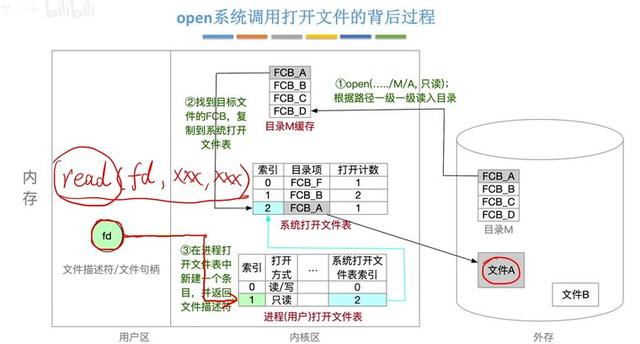 bilibili
open系统调用打开文件的背后过程
FCB_A
FCB_B
FCB_C
FCB_D
目录M缓存
①open(...../M/A, 只读);
根据路径一级一级读入目录
②找到目标文
件的FCB，复
制到系统打开
文件表
内存
read(fd, xxx, xxx)
索引 目录项 打开计数
0 FCB_F 1
1 FCB_B 2
2 FCB_A 1
系统打开文件表
FCB_A
FCB_B
FCB_C
FCB_D
目录M
fd
文件描述符/文件句柄
③在进程打
开文件表中
新建一个条
目，并返回
文件描述符
索引 打开方式 ... 系统打开文件表索引
0 读/写
1 只读 2
进程(用户)打开文件表
文件A
文件B
用户区
内核区
外存